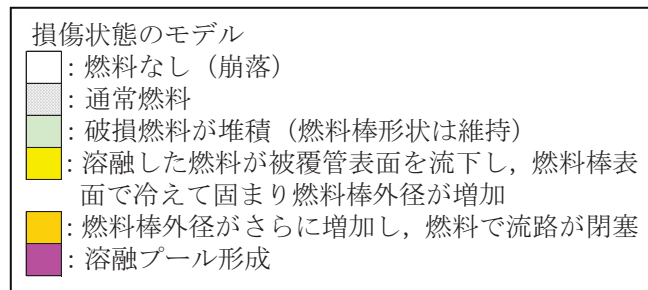 損傷状態のモデル
：燃料なし（崩落）
：通常燃料
：破損燃料が堆積（燃料棒形状は維持）
：溶融した燃料が被覆管表面を流下し，燃料棒表
面で冷えて固まり燃料棒外径が増加
：燃料棒外径がさらに増加し，燃料で流路が閉塞
：溶融プール形成